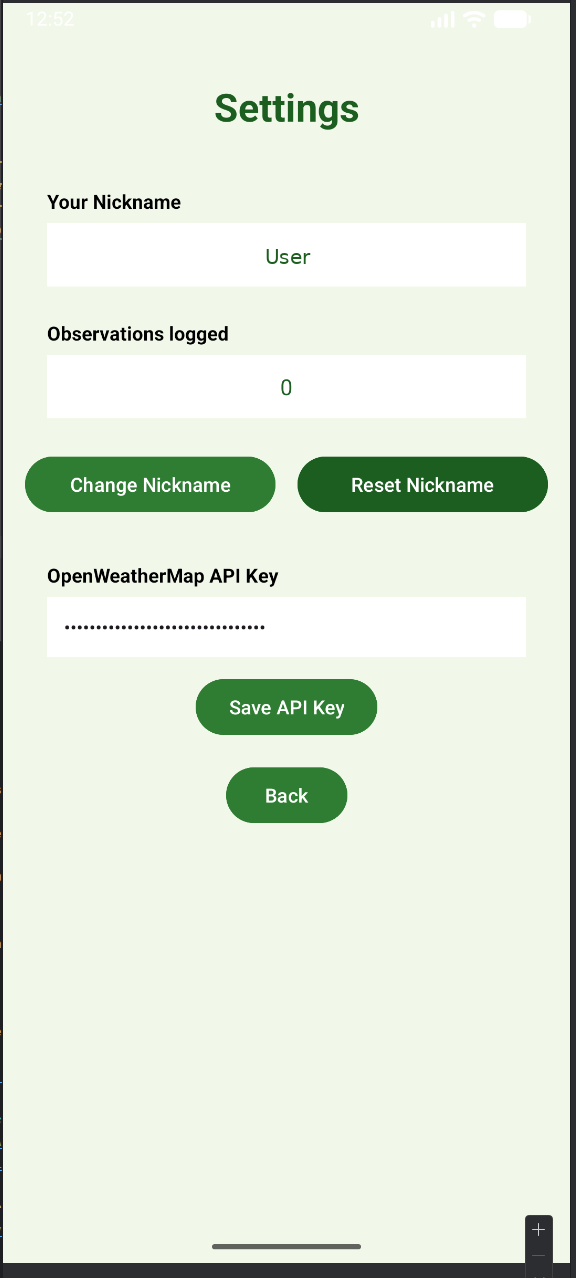 12:52
Settings
Your Nickname
User
Observations logged
0
Change Nickname Reset Nickname
OpenWeatherMap API Key
••••••••••••••••••••••••••••••••
Save API Key
Back